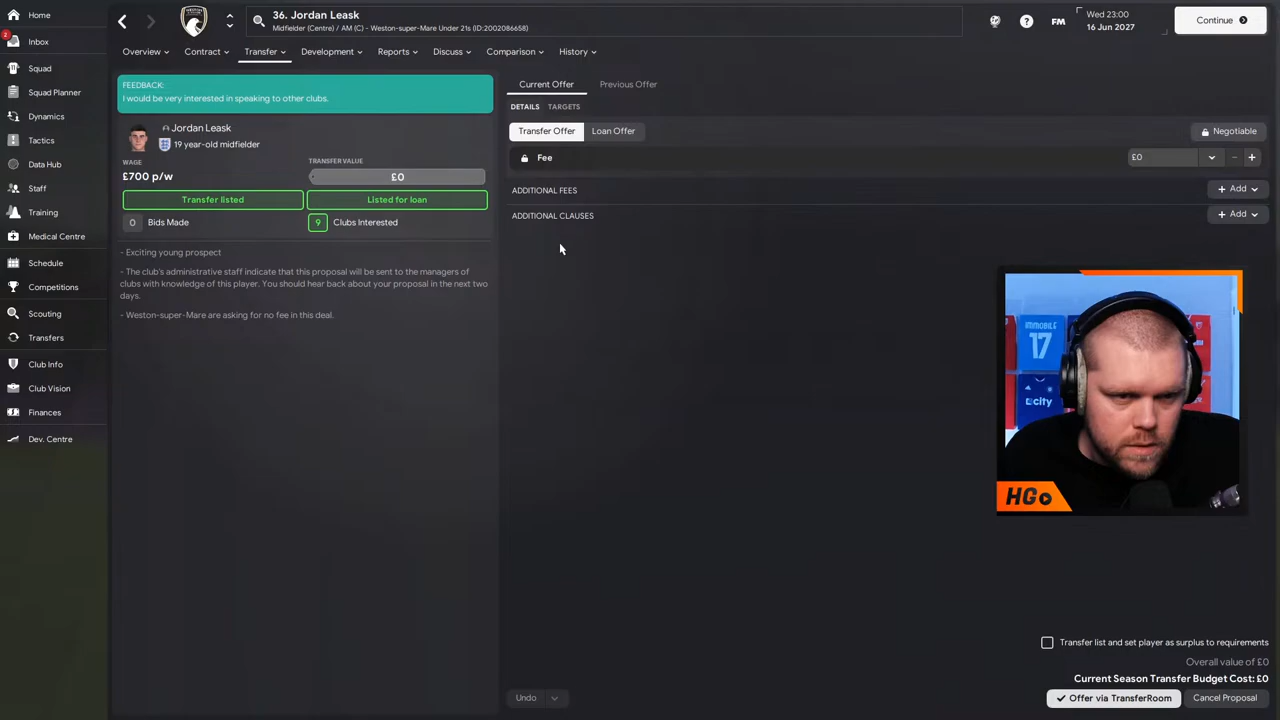 Home
2
Inbox
Squad
Squad Planner
Dynamics
Tactics
Data Hub
Staff
Training
Medical Centre
Schedule
Competitions
Scouting
Transfers
Club Info
Club Vision
Finances
Dev. Centre
36. Jordan Leask
Midfielder (Centre) / AM (C) - Weston-super-Mare Under 21s (ID:2002086658)
FM
Wed 23:00
16 Jun 2027
Continue
Overview
Contract
Transfer
Development
Reports
Discuss
Comparison
History
FEEDBACK:
I would be very interested in speaking to other clubs.
Jordan Leask
19 year-old midfielder
WAGE
£700 p/w
TRANSFER VALUE
£0
Transfer listed
Listed for loan
0 Bids Made
9 Clubs Interested
- Exciting young prospect
- The club's administrative staff indicate that this proposal will be sent to the managers of
clubs with knowledge of this player. You should hear back about your proposal in the next two
days.
- Weston-super-Mare are asking for no fee in this deal.
Current Offer
Previous Offer
DETAILS
TARGETS
Transfer Offer
Loan Offer
Negotiable
Fee
£0
ADDITIONAL FEES
+ Add
ADDITIONAL CLAUSES
+ Add
IMMOBILE
17
city
HG
Transfer list and set player as surplus to requirements
Overall value of £0
Current Season Transfer Budget Cost: £0
Undo
Offer via TransferRoom
Cancel Proposal